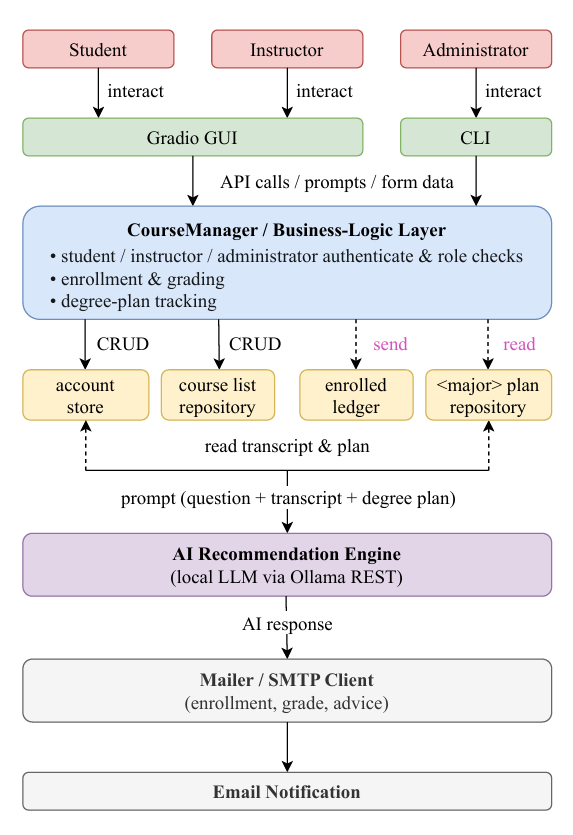 Student
Instructor
Administrator
interact
interact
interact
Gradio GUI
CLI
API calls / prompts / form data
CourseManager / Business-Logic Layer
• student / instructor / administrator authenticate & role checks
• enrollment & grading
• degree-plan tracking
CRUD
CRUD
send
read
account
store
course list
repository
enrolled
ledger
<major> plan
repository
read transcript & plan
prompt (question + transcript + degree plan)
AI Recommendation Engine
(local LLM via Ollama REST)
AI response
Mailer / SMTP Client
(enrollment, grade, advice)
Email Notification